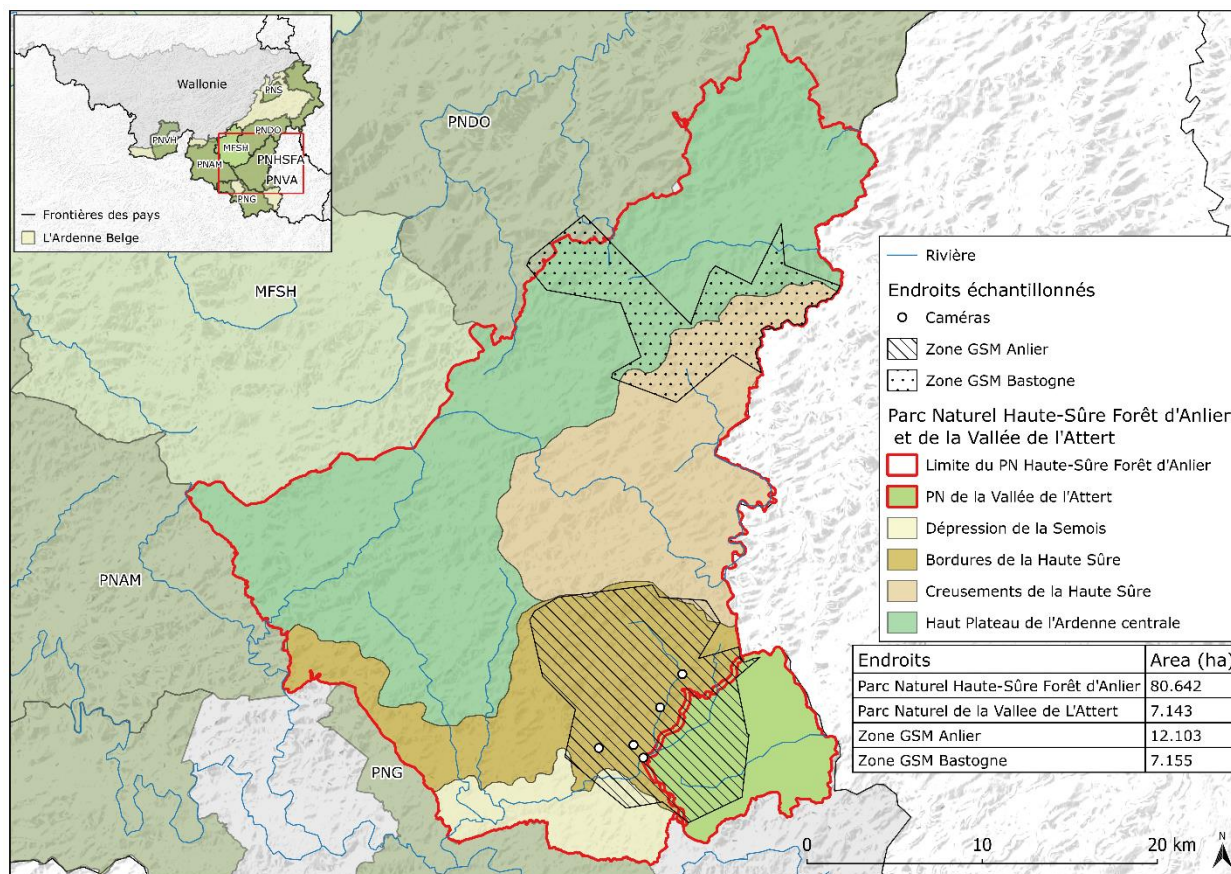 Wallonie
PNS
PNDO
PNVH
MFSH
PNHSFA
PNAM
PNVA
PNG
Frontières des pays
L'Ardenne Belge
PNDO
MFSH
PNAM
PNG
Rivière
Endroits échantillonnés
Caméras
Zone GSM Anlier
Zone GSM Bastogne
Parc Naturel Haute-Sûre Forêt d'Anlier
et de la Vallée de l'Attert
Limite du PN Haute-Sûre Forêt d'Anlier
PN de la Vallée de l'Attert
Dépression de la Semois
Bordures de la Haute Sûre
Creusements de la Haute Sûre
Haut Plateau de l'Ardenne centrale
Endroits Area (ha)
Parc Naturel Haute-Sûre Forêt d'Anlier 80.642
Parc Naturel de la Vallee de L'Attert 7.143
Zone GSM Anlier 12.103
Zone GSM Bastogne 7.155
0 10 20 km
N